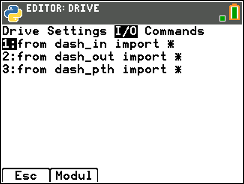 EDITOR: DRIVE
Drive Settings I/O Commands
1:from dash_in import *
2:from dash_out import *
3:from dash_pth import *
Esc Modul